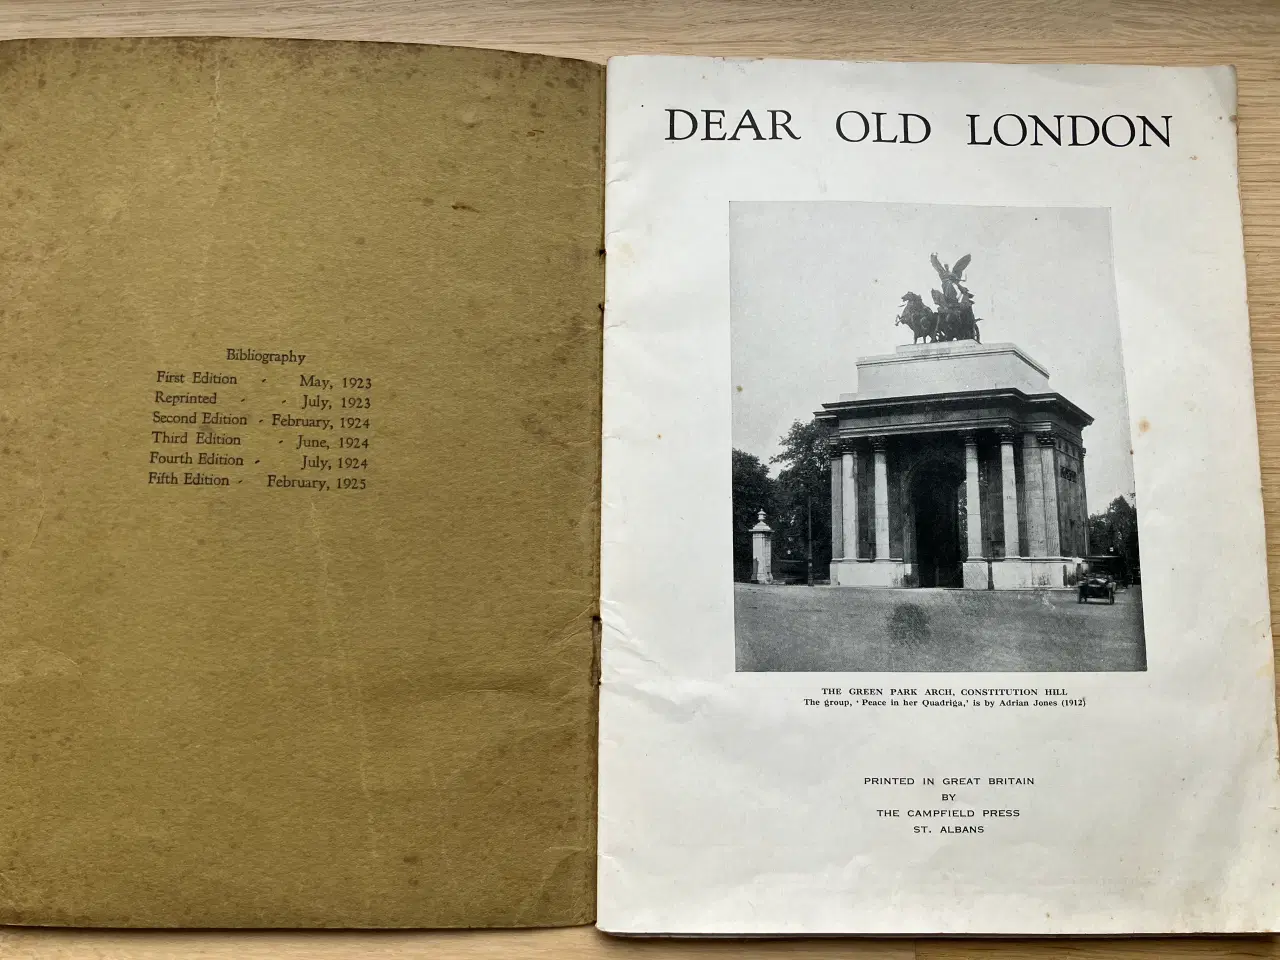 Bibliography
First Edition - May, 1923
Reprinted - - July, 1923
Second Edition - February, 1924
Third Edition - June, 1924
Fourth Edition - July, 1924
Fifth Edition - February, 1925
DEAR OLD LONDON
THE GREEN PARK ARCH, CONSTITUTION HILL
The group, ‘Peace in her Quadriga,’ is by Adrian Jones (1912)
PRINTED IN GREAT BRITAIN
BY
THE CAMPFIELD PRESS
ST. ALBANS